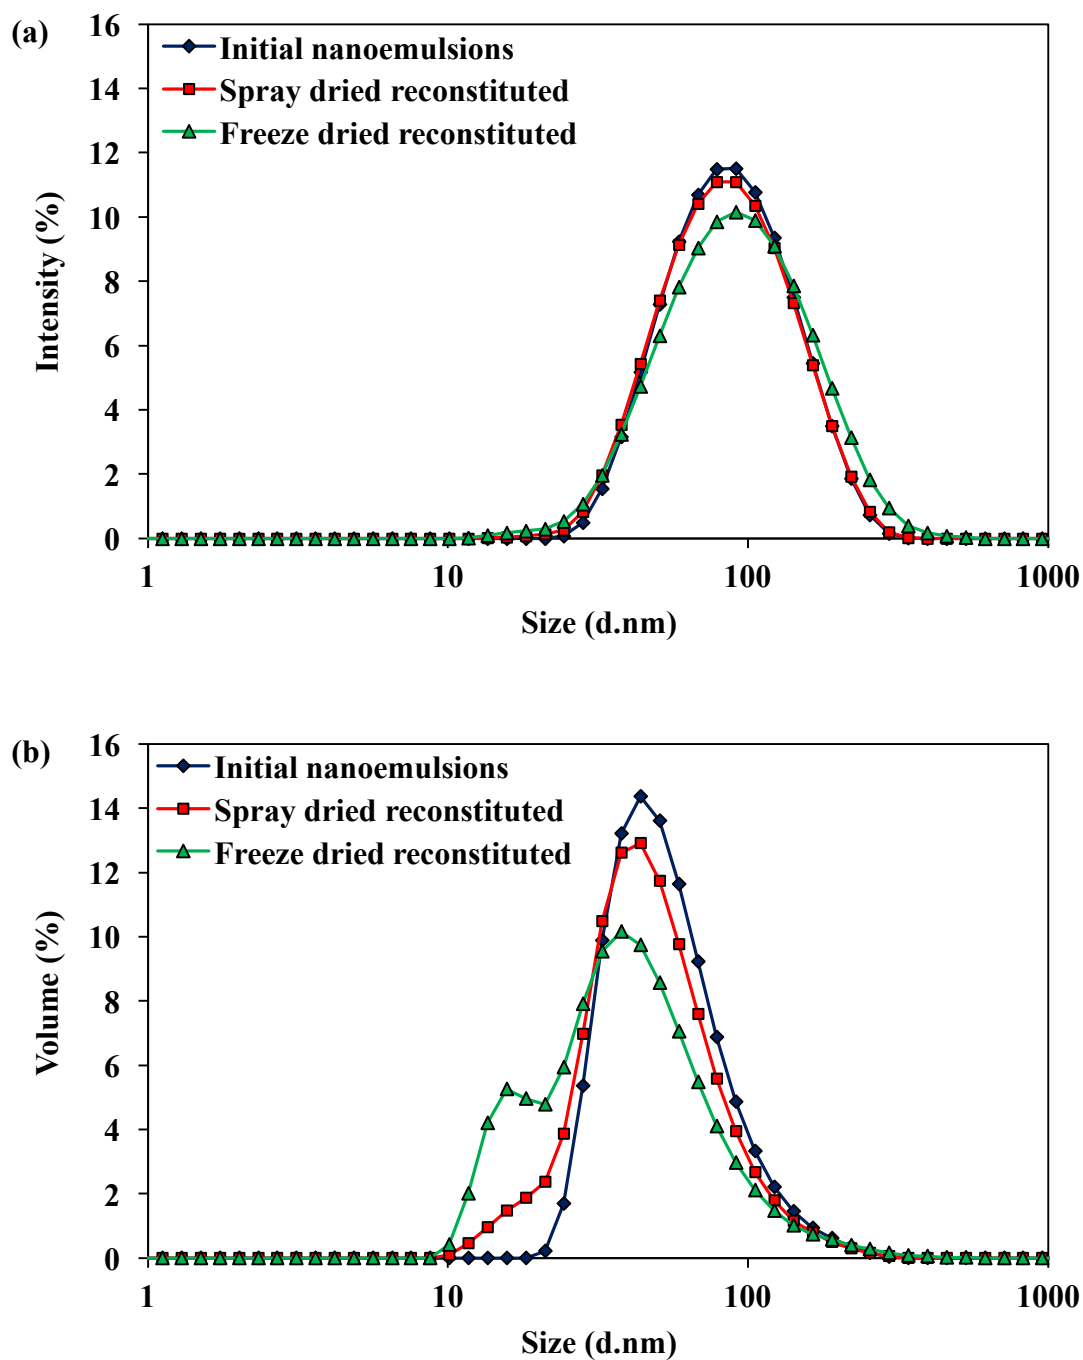 (a)
16
14
12
10
8
6
4
2
0
Intensity (%)
Initial nanoemulsions
Spray dried reconstituted
Freeze dried reconstituted
1 10 100 1000
Size (d.nm)
(b)
16
14
12
10
8
6
4
2
0
Volume (%)
Initial nanoemulsions
Spray dried reconstituted
Freeze dried reconstituted
1 10 100 1000
Size (d.nm)